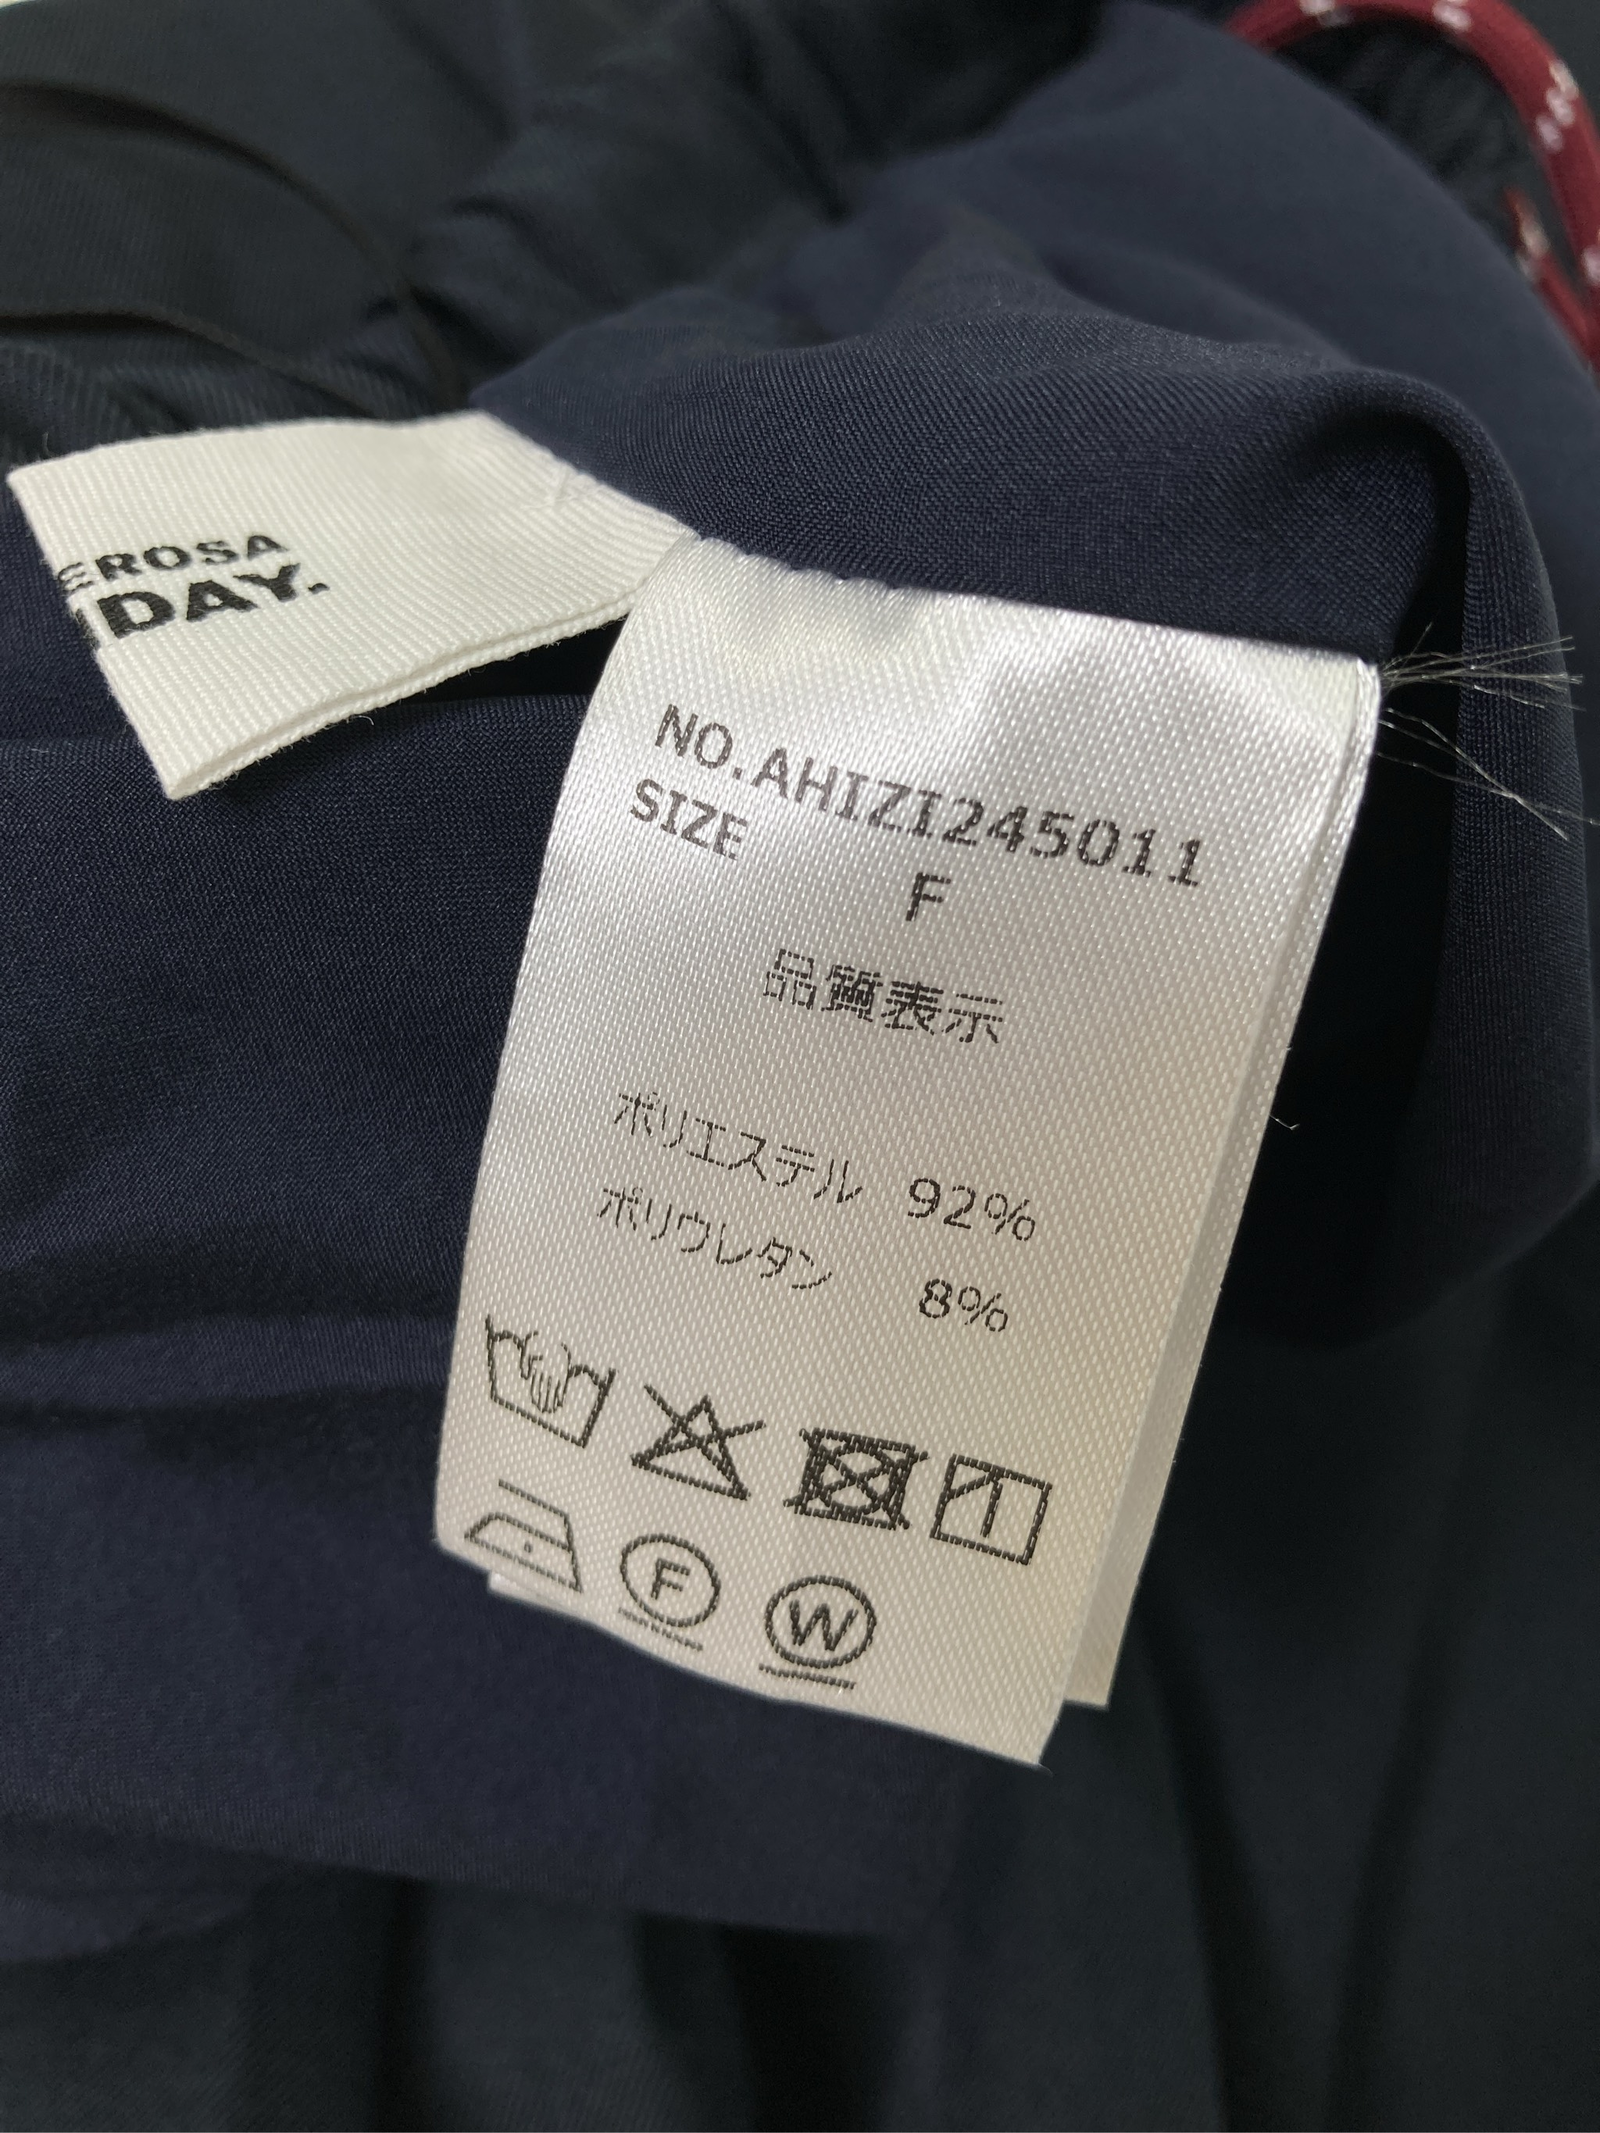 EROSA
DAY.
NO.AHIZI245011
SIZE
F
品質表示
ポリエステル 92%
ポリウレタン 8%
F
W